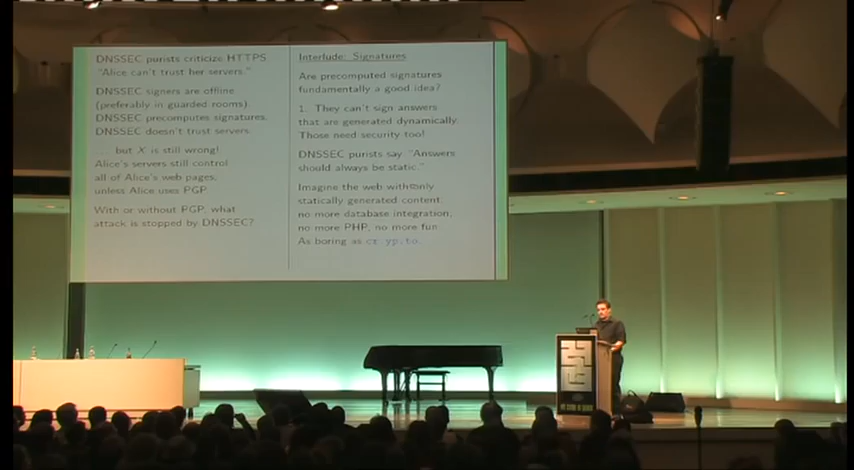 DNSSEC purists criticize HTTPS
"Alice can't trust her servers."
DNSSEC signers are offline
(preferably in guarded rooms).
DNSSEC precomputes signatures.
DNSSEC doesn't trust servers.
but X is still wrong!
Alice's servers still control
all of Alice's web pages,
unless Alice uses PGP.
With or without PGP, what
attack is stopped by DNSSEC?
Interlude: Signatures
Are precomputed signatures
fundamentally a good idea?
1. They can't sign answers
that are generated dynamically.
Those need security too!
DNSSEC purists say "Answers
should always be static."
Imagine the web with only
statically generated content:
no more database integration,
no more PHP, no more fun.
As boring as cr.yp.to.